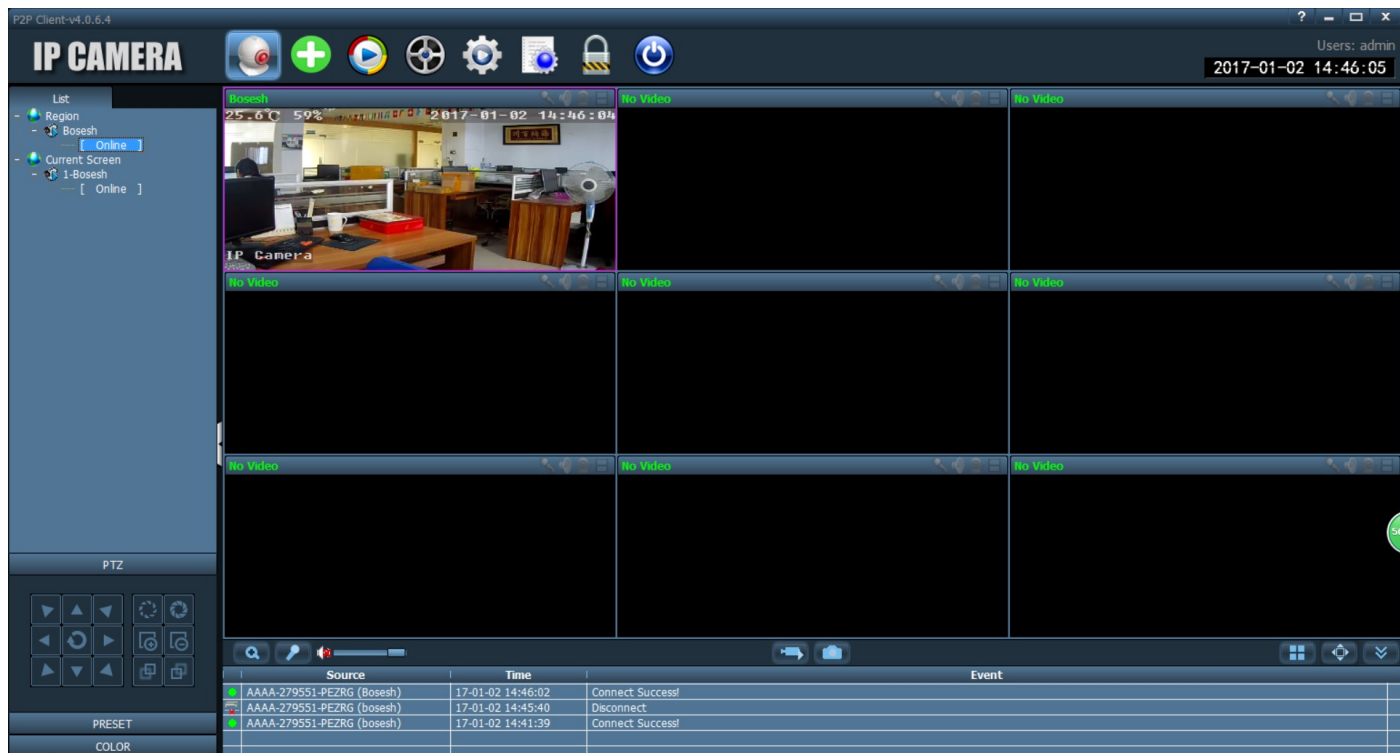 P2P Client-v4.0.6.4
?
IP CAMERA
Users: admin
2017-01-02 14:46:05
List
Region
Bosesh
[ Online ]
Current Screen
1-Bosesh
[ Online ]
Bosesh
No Video
No Video
25.6℃ 59% 2017-01-02 14:46:04
IP Camera
No Video
No Video
No Video
No Video
No Video
No Video
PTZ
PRESET
COLOR
Source Time Event
AAAA-279551-PEZRG (Bosesh) 17-01-02 14:46:02 Connect Success!
AAAA-279551-PEZRG (Bosesh) 17-01-02 14:45:40 Disconnect
AAAA-279551-PEZRG (bosesh) 17-01-02 14:41:39 Connect Success!